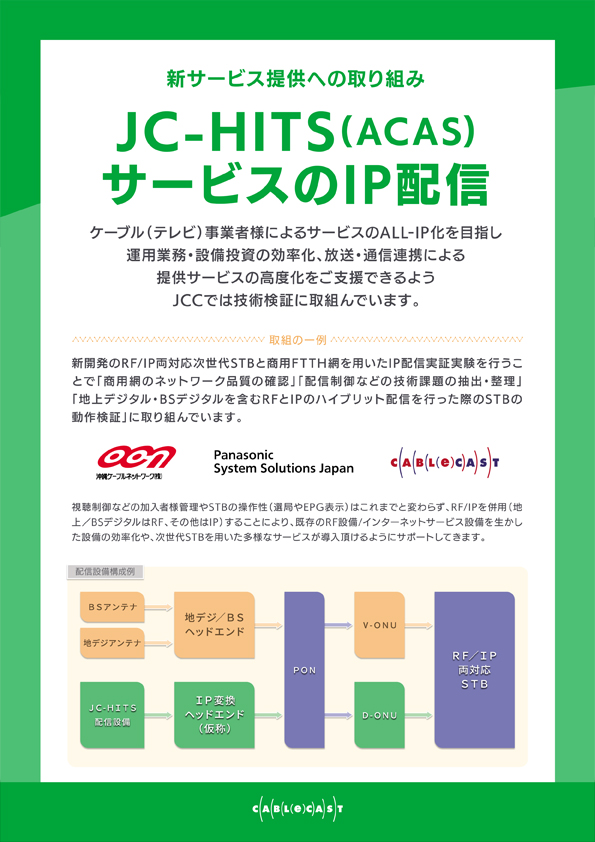 新サービス提供への取り組み
JC-HITS(ACAS)
サービスのIP配信
ケーブル(テレビ)事業者様によるサービスのALL-IP化を目指し
運用業務・設備投資の効率化、放送・通信連携による
提供サービスの高度化をご支援できるよう
JCCでは技術検証に取組んでいます。
取組の一例
新開発のRF/IP両対応次世代STBと商用FTTH網を用いたIP配信実証実験を行うこ
とで「商用網のネットワーク品質の確認」「配信制御などの技術課題の抽出・整理」
「地上デジタル・BSデジタルを含むRFとIPのハイブリット配信を行った際のSTBの
動作検証」に取り組んでいます。
OCN
沖縄ケーブルネットワーク(株)
Panasonic
System Solutions Japan
CABLeCAST
視聴制御などの加入者様管理やSTBの操作性(選局やEPG表示)はこれまでと変わらず、RF/IPを併用(地
上/BSデジタルはRF、その他はIP)することにより、既存のRF設備/インターネットサービス設備を生かし
た設備の効率化や、次世代STBを用いた多様なサービスが導入頂けるようにサポートしてきます。
配信設備構成例
BSアンテナ
地デジアンテナ
地デジ/BS
ヘッドエンド
PON
V-ONU
RF/IP
両対応
STB
JC-HITS
配信設備
IP変換
ヘッドエンド
(仮称)
D-ONU
CABLeCAST